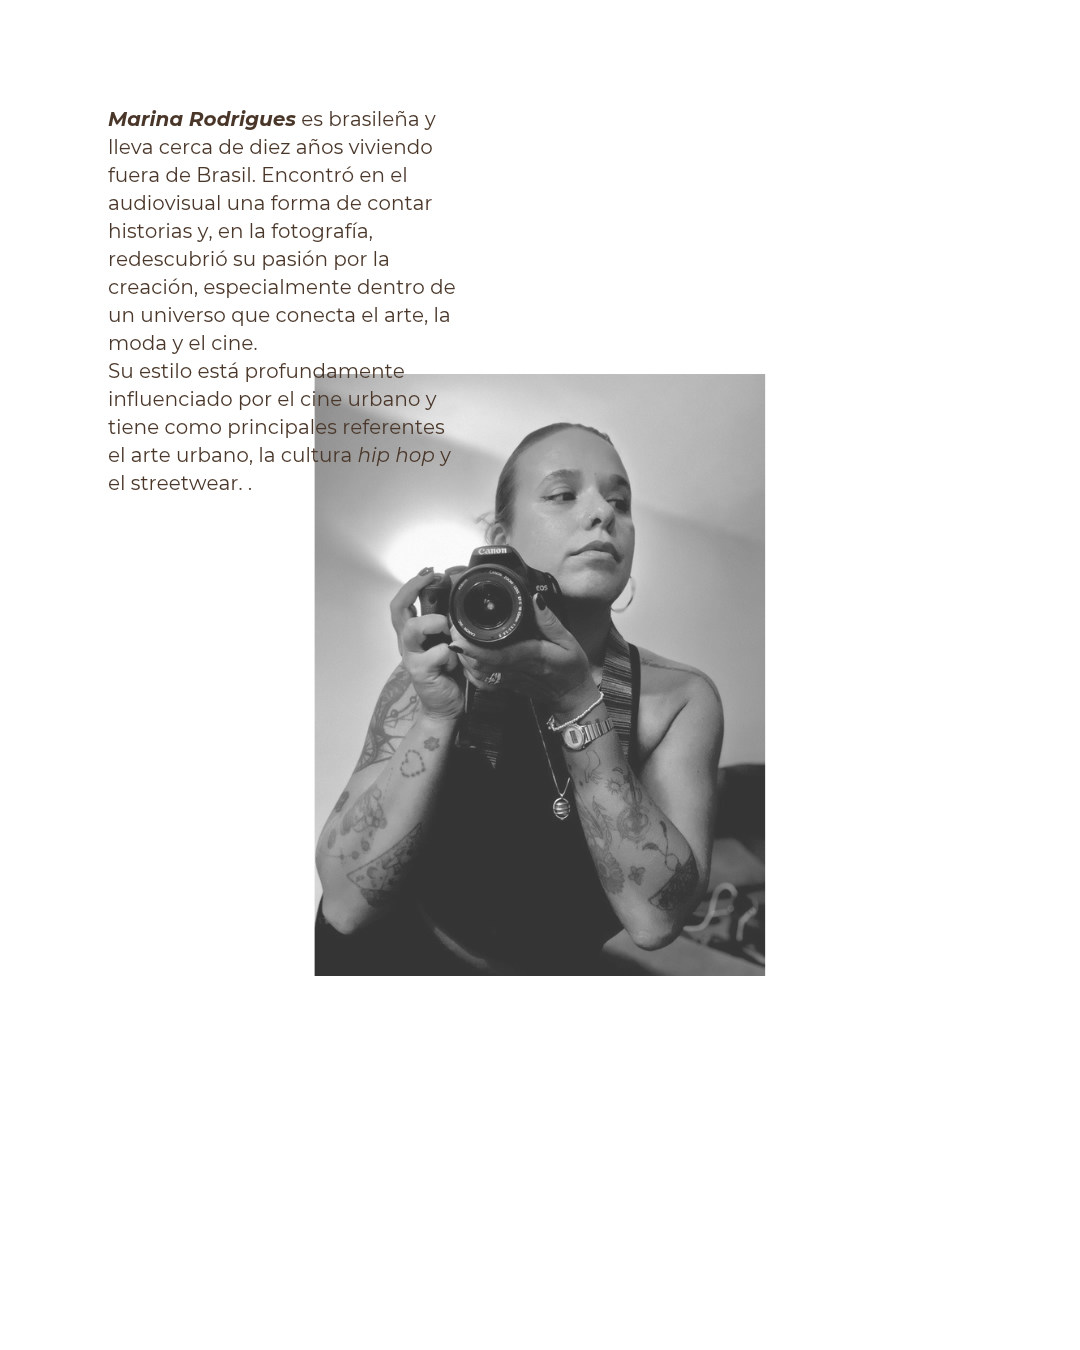 Marina Rodrigues es brasileña y
lleva cerca de diez años viviendo
fuera de Brasil. Encontró en el
audiovisual una forma de contar
historias y, en la fotografía,
redescubrió su pasión por la
creación, especialmente dentro de
un universo que conecta el arte, la
moda y el cine.
Su estilo está profundamente
influenciado por el cine urbano y
tiene como principales referentes
el arte urbano, la cultura hip hop y
el streetwear. .
Canon
EOS